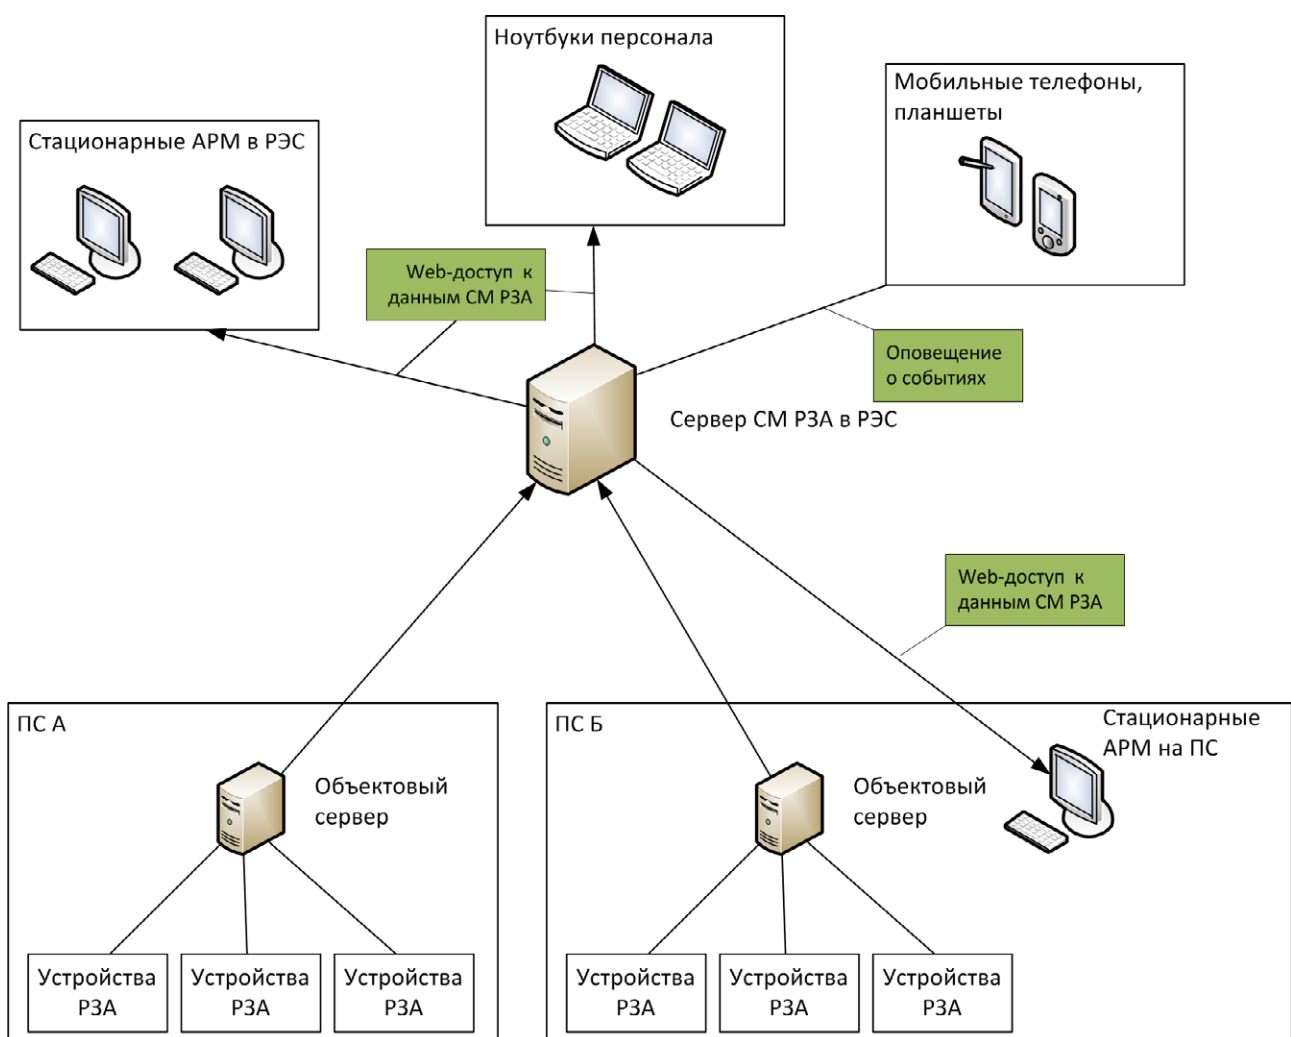 Ноутбуки персонала
Мобильные телефоны,
планшеты
Стационарные АРМ в РЭС
Web-доступ к
данным СМ РЗА
Оповещение
о событиях
Сервер СМ РЗА в РЭС
Web-доступ к
данным СМ РЗА
ПС А
Объектовый
сервер
Устройства
РЗА
Устройства
РЗА
Устройства
РЗА
ПС Б
Стационарные
АРМ на ПС
Объектовый
сервер
Устройства
РЗА
Устройства
РЗА
Устройства
РЗА